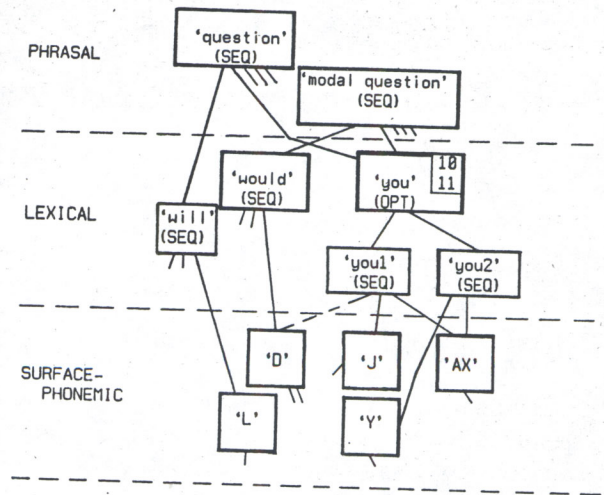 PHRASAL
'question'
(SEQ)
'modal question'
(SEQ)
LEXICAL
'will'
(SEQ)
'would'
(SEQ)
'you'
(OPT)
10
11
'you1'
(SEQ)
'you2'
(SEQ)
SURFACE-
PHONEMIC
'D'
'J'
'AX'
'L'
'Y'